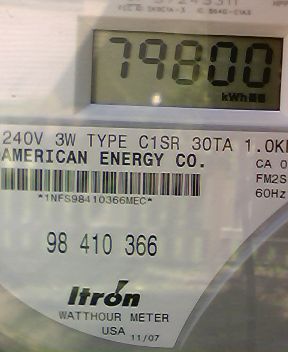 79800
kWh
240V 3W TYPE C1SR 30TA 1.0K
AMERICAN ENERGY CO.
CA 0
FM2S
60Hz
*1NFS98410366MEC*
98 410 366
Itrón
WATTHOUR METER
USA 11/07